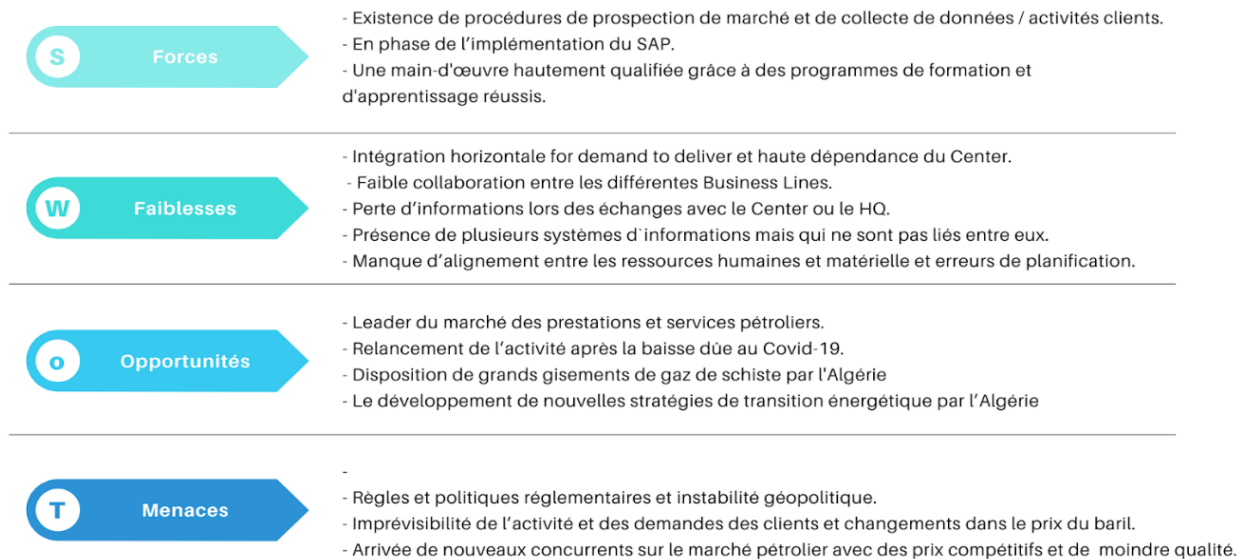 S Forces
- Existence de procédures de prospection de marché et de collecte de données / activités clients.
- En phase de l’implémentation du SAP.
- Une main-d'œuvre hautement qualifiée grâce à des programmes de formation et
d'apprentissage réussis.
W Faiblesses
- Intégration horizontale for demand to deliver et haute dépendance du Center.
- Faible collaboration entre les différentes Business Lines.
- Perte d’informations lors des échanges avec le Center ou le HQ.
- Présence de plusieurs systèmes d`informations mais qui ne sont pas liés entre eux.
- Manque d’alignement entre les ressources humaines et matérielle et erreurs de planification.
o Opportunités
- Leader du marché des prestations et services pétroliers.
- Relancement de l’activité après la baisse dûe au Covid-19.
- Disposition de grands gisements de gaz de schiste par l'Algérie
- Le développement de nouvelles stratégies de transition énergétique par l’Algérie
T Menaces
-
- Règles et politiques réglementaires et instabilité géopolitique.
- Imprévisibilité de l’activité et des demandes des clients et changements dans le prix du baril.
- Arrivée de nouveaux concurrents sur le marché pétrolier avec des prix compétitifs et de moindre qualité.